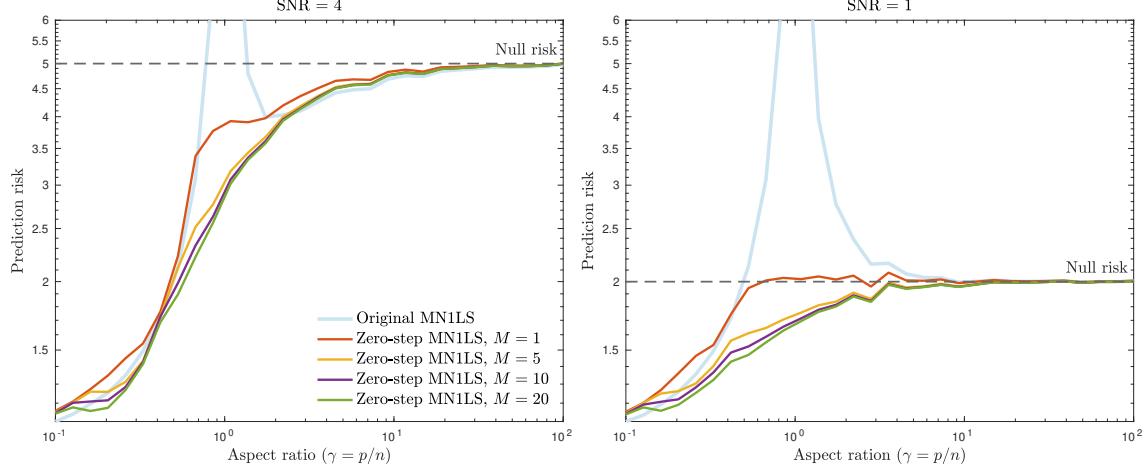 SNR = 4
6
5.5
5
4.5
4
3.5
3
2.5
2
1.5
Prediction risk
Null risk
Original MN1LS
Zero-step MN1LS, M = 1
Zero-step MN1LS, M = 5
Zero-step MN1LS, M = 10
Zero-step MN1LS, M = 20
10^-1
10^0
10^1
10^2
Aspect ratio (γ = p/n)
SNR = 1
6
5.5
5
4.5
4
3.5
3
2.5
2
1.5
Predicion risk
Null risk
10^-1
10^0
10^1
10^2
Aspect ration (γ = p/n)